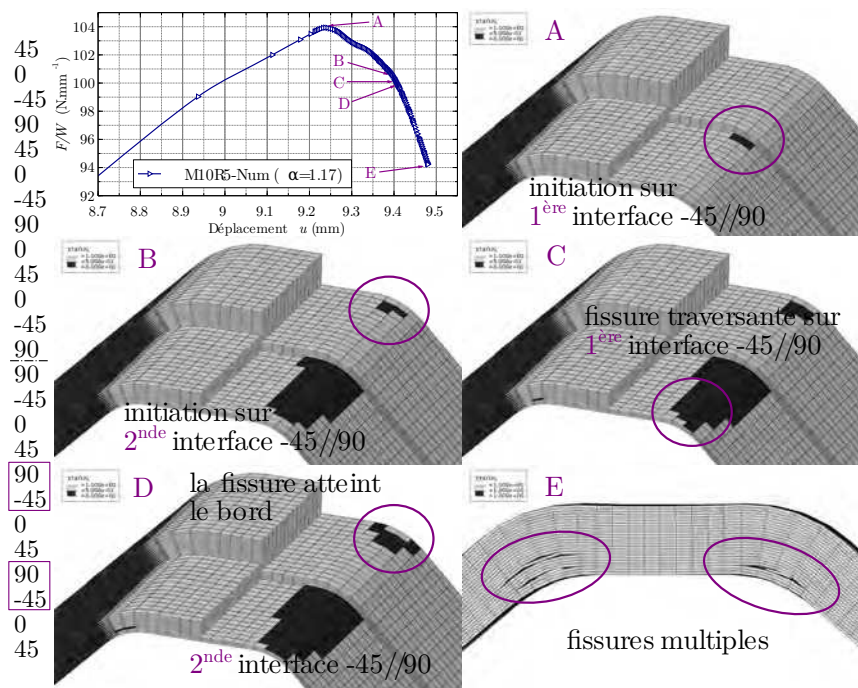 45
0
-45
90
45
0
-45
90
0
45
0
-45
90
90
-45
0
45
90
-45
0
45
90
-45
0
45
104
102
100
98
96
94
92
F/W (N.mm⁻¹)
A
B
C
D
E
M10R5-Num ( α=1.17)
8.7 8.8 8.9 9 9.1 9.2 9.3 9.4 9.5
Déplacement u (mm)
A
initiation sur
1ère interface -45//90
B
initiation sur
2nde interface -45//90
C
fissure traversante sur
1ère interface -45//90
D
la fissure atteint
le bord
2nde interface -45//90
E
fissures multiples